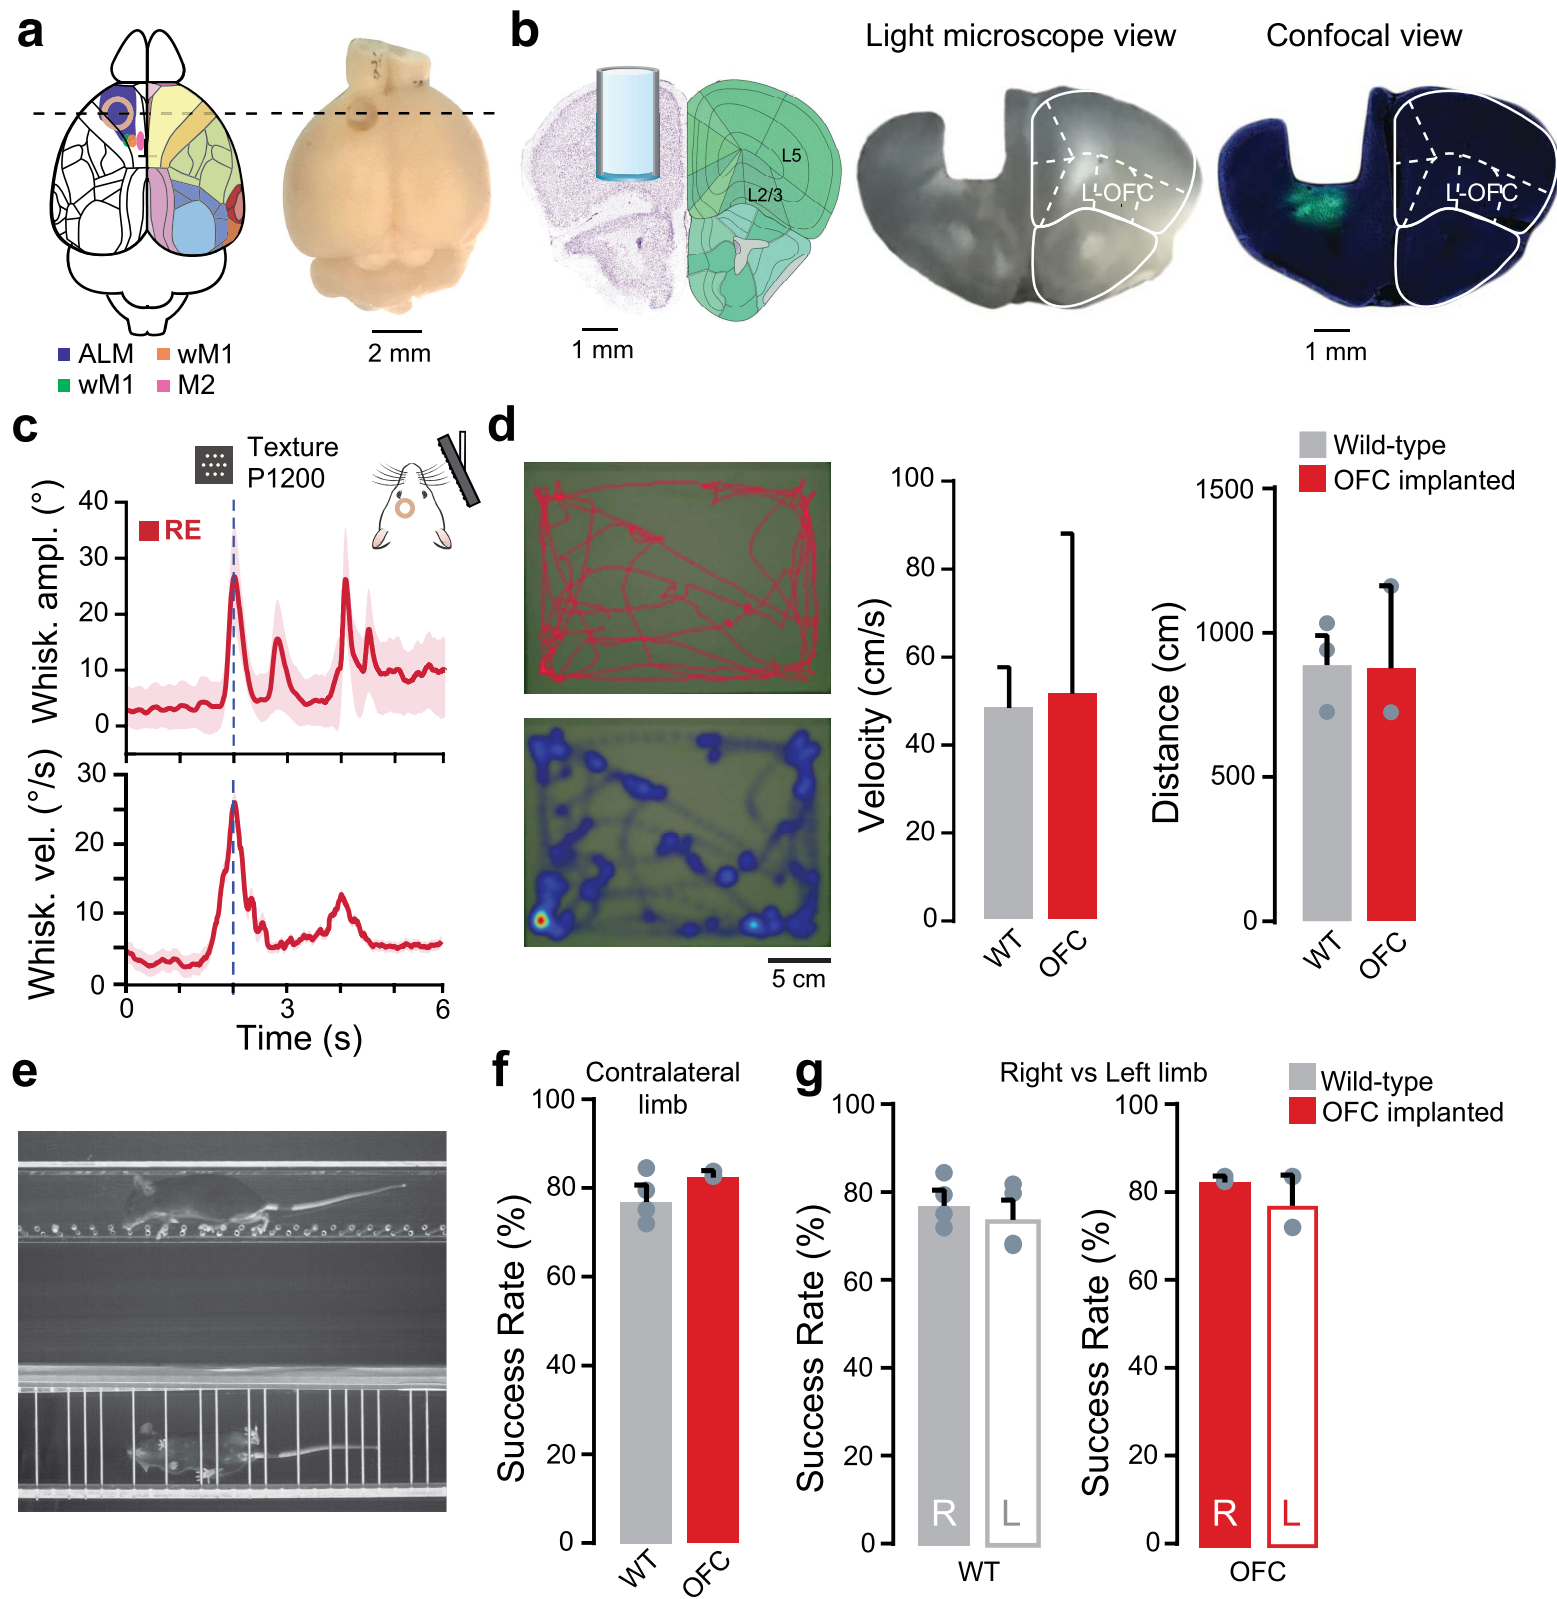 a
ALM
wM1
wM1
M2
2 mm
b
Light microscope view
Confocal view
L5
L2/3
L-OFC
L-OFC
1 mm
1 mm
c
Texture
P1200
RE
Whisk. ampl. (°)
40
30
20
10
0
Whisk. vel. (°/s)
30
20
10
0
0
3
6
Time (s)
d
5 cm
Velocity (cm/s)
100
80
60
40
20
0
WT
OFC
Wild-type
OFC implanted
Distance (cm)
1500
1000
500
0
WT
OFC
e
f
Contralateral
limb
Success Rate (%)
100
80
60
40
20
0
WT
OFC
g
Right vs Left limb
Wild-type
OFC implanted
Success Rate (%)
100
80
60
40
20
0
R
L
WT
Success Rate (%)
100
80
60
40
20
0
R
L
OFC